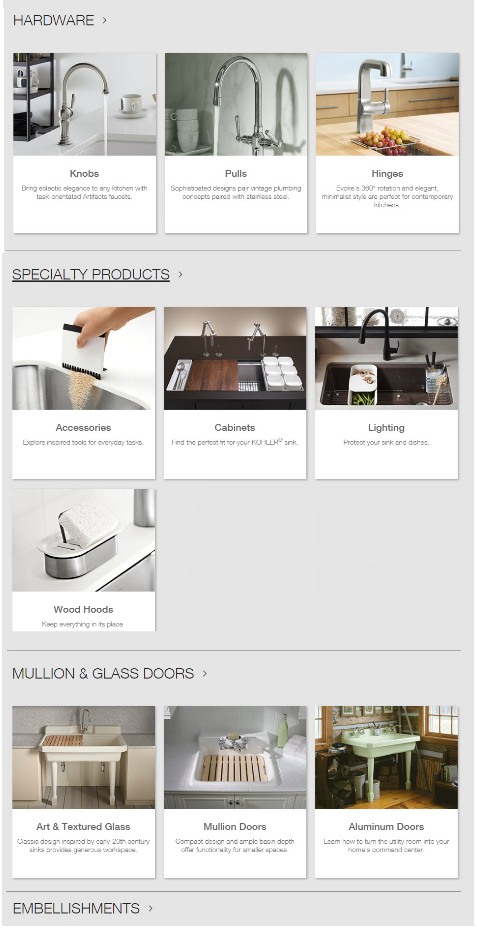 HARDWARE >
Knobs
Bring eclectic elegance to any kitchen with
task-orientated Artifacts faucets.
Pulls
Sophisticated designs pair vintage plumbing
concepts paired with stainless steel.
Hinges
Evoke's 360° rotation and elegant,
minimalist style are perfect for contemporary
kitchens.
SPECIALTY PRODUCTS >
Accessories
Explore inspired tools for everyday tasks.
Cabinets
Find the perfect fit for your KOHLER® sink.
Lighting
Protect your sink and dishes.
Wood Hoods
Keep everything in its place.
MULLION & GLASS DOORS >
Art & Textured Glass
Classic design inspired by early 20th century
sinks provides generous workspace.
Mullion Doors
Compact design and ample basin depth
offer functionality for smaller spaces.
Aluminum Doors
Learn how to turn the utility room into your
home's command center.
EMBELLISHMENTS >